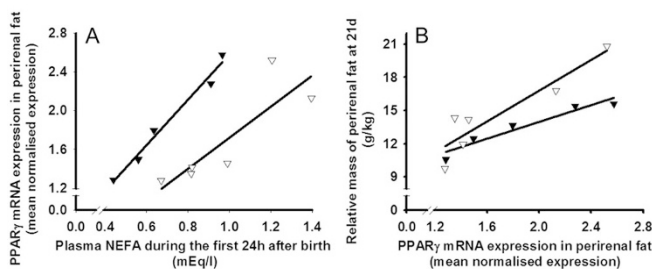 A
PPARγ mRNA expression in perirenal fat
(mean normalised expression)
2.8
2.4
2.0
1.6
1.2
0.0
0.0 0.4 0.6 0.8 1.0 1.2 1.4
Plasma NEFA during the first 24h after birth
(mEq/l)
B
Relative mass of perirenal fat at 21d
(g/kg)
21
18
15
12
9
0.0
0.0 1.2 1.6 2.0 2.4 2.8
PPARγ mRNA expression in perirenal fat
(mean normalised expression)